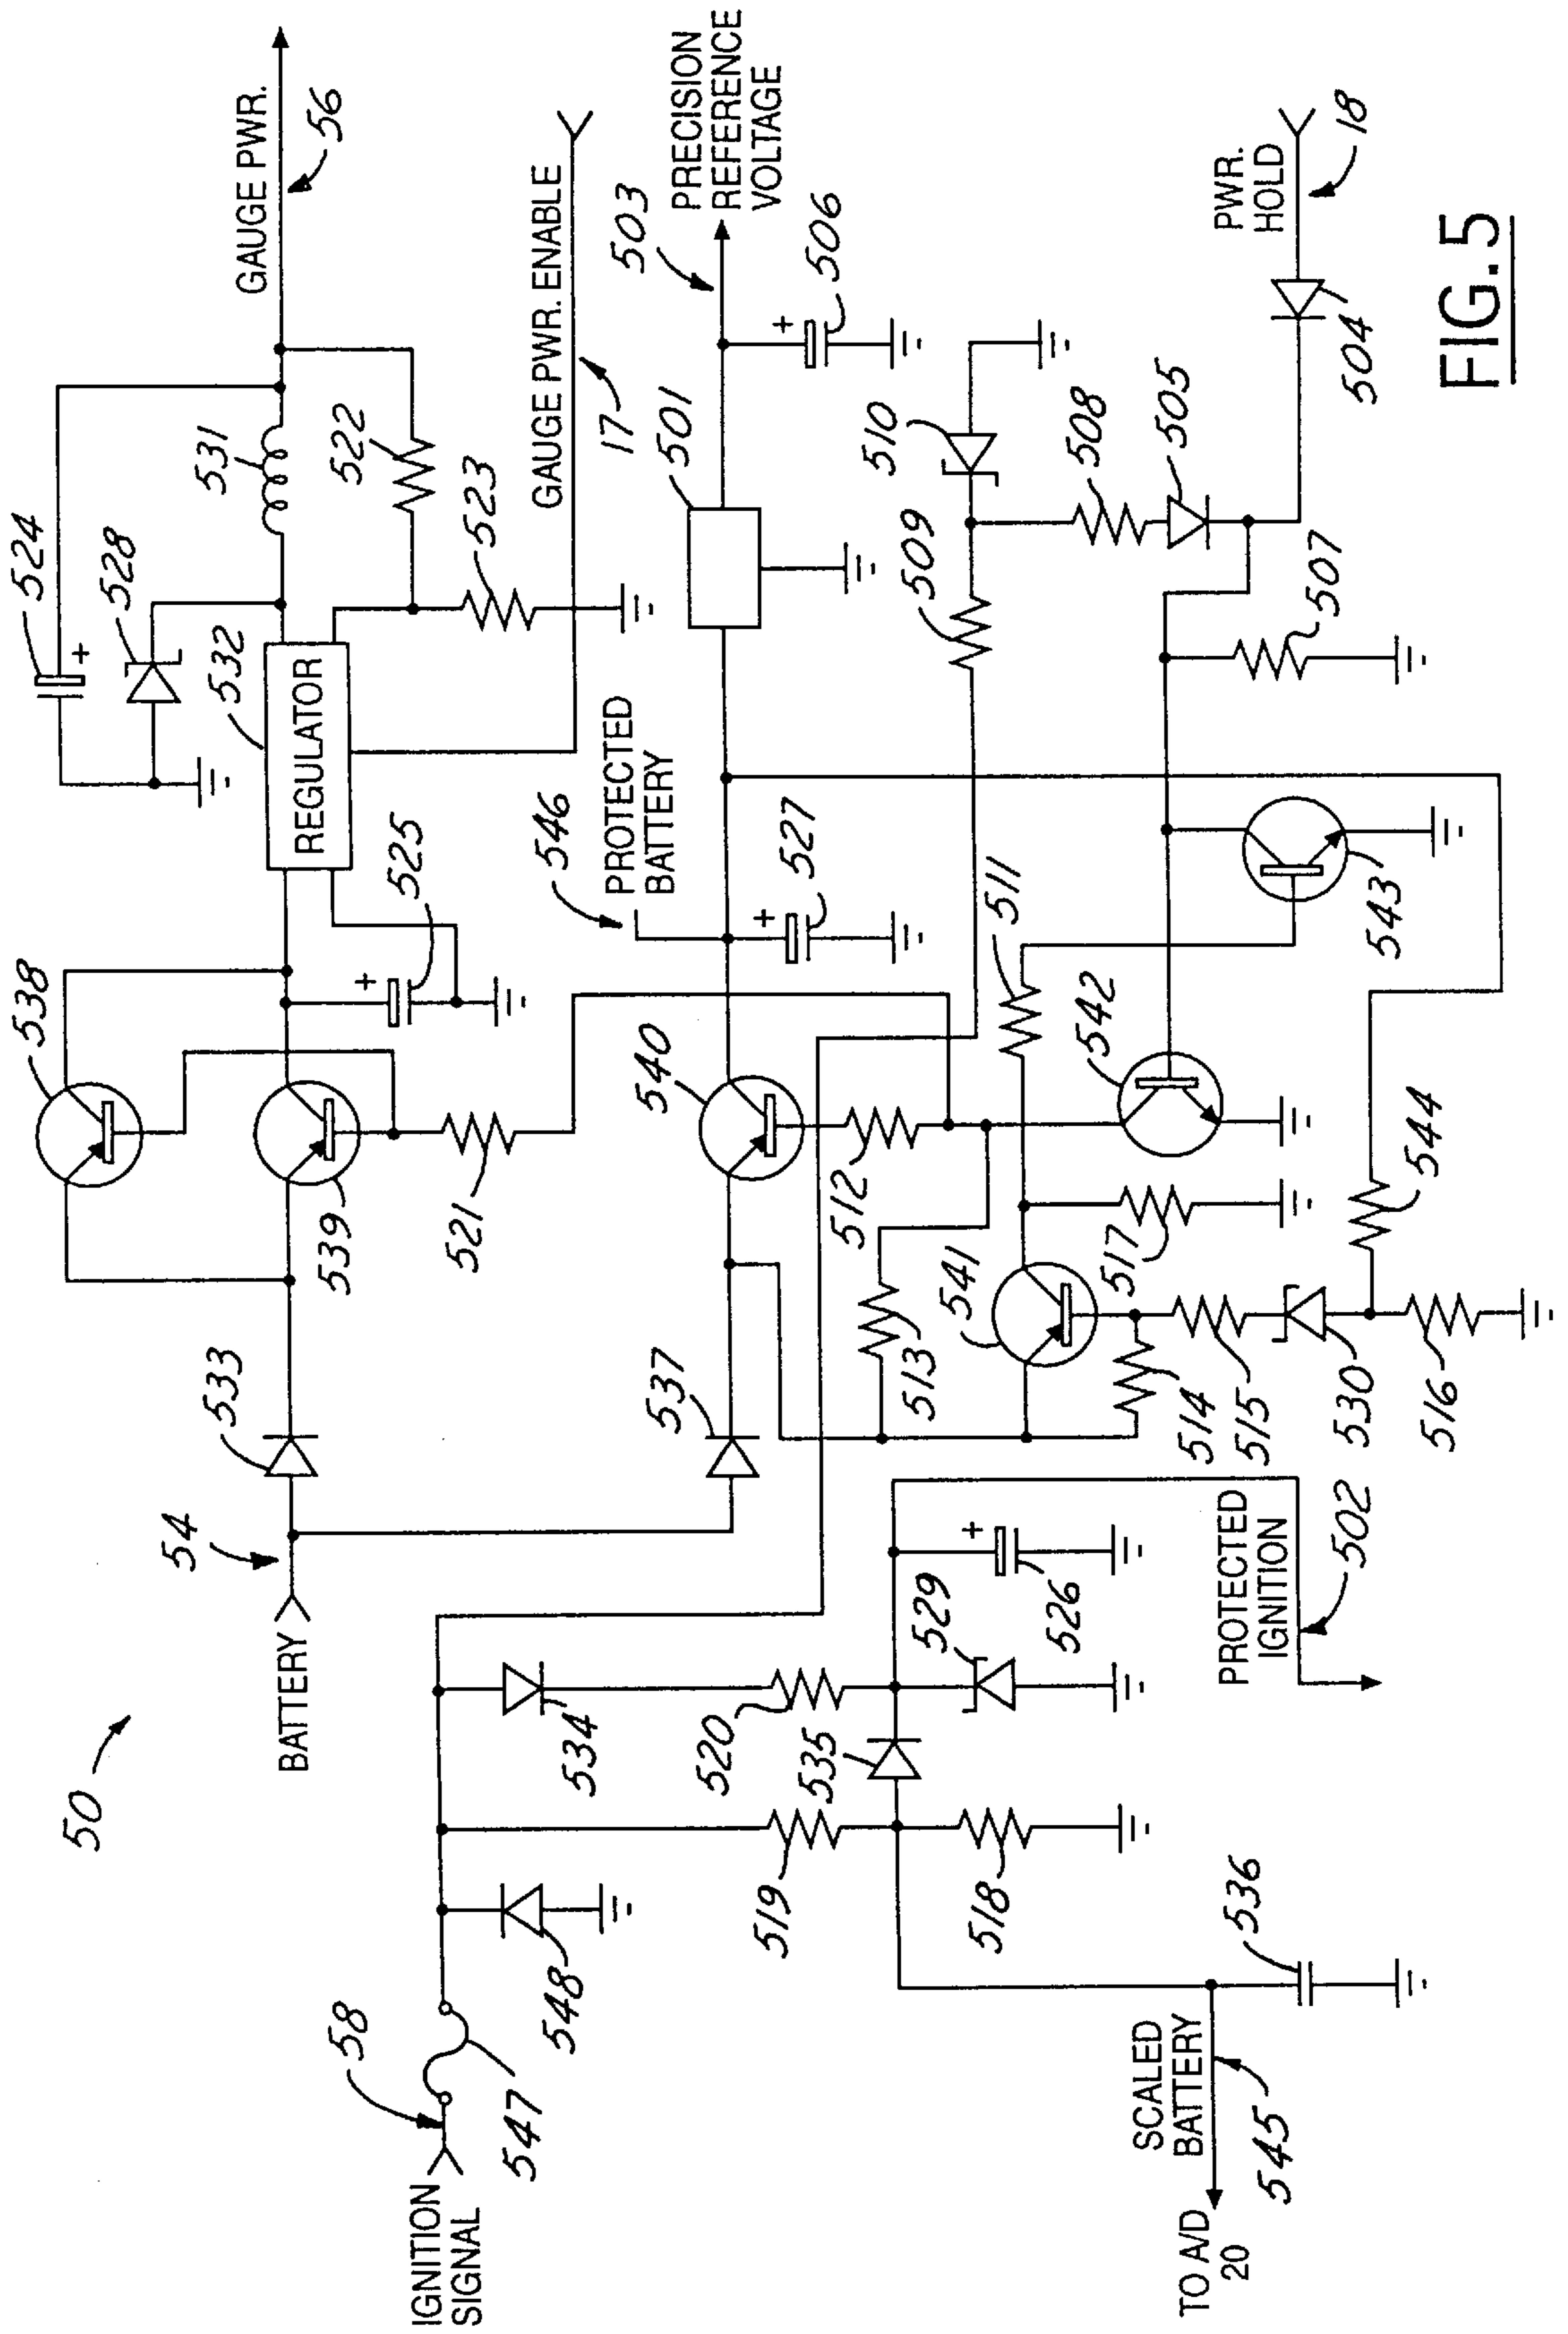 50
BATTERY
54
533
538
539
521
525
532
REGULATOR
524
528
531
522
523
GAUGE PWR.
56
GAUGE PWR. ENABLE
17
546
PROTECTED
BATTERY
537
540
527
501
503
PRECISION
REFERENCE
VOLTAGE
506
IGNITION
SIGNAL
58
547
548
534
519
520
535
518
529
526
PROTECTED
IGNITION
502
536
SCALED
BATTERY
545
TO A/D
20
512
513
541
514
515
530
516
517
544
511
542
543
509
510
508
505
507
504
PWR.
HOLD
18
FIG.5